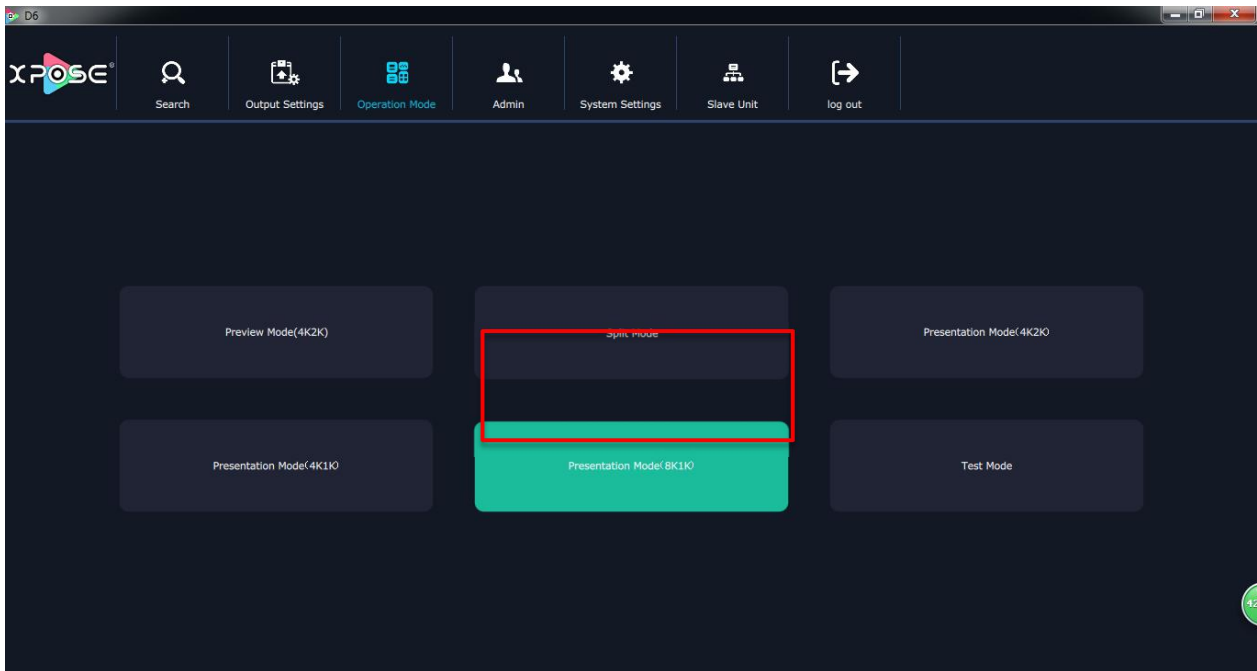 D6
XPOSE®
Search
Output Settings
Operation Mode
Admin
System Settings
Slave Unit
log out
Preview Mode(4K2K)
Split Mode
Presentation Mode(4K2K)
Presentation Mode(4K1K)
Presentation Mode(8K1K)
Test Mode
42